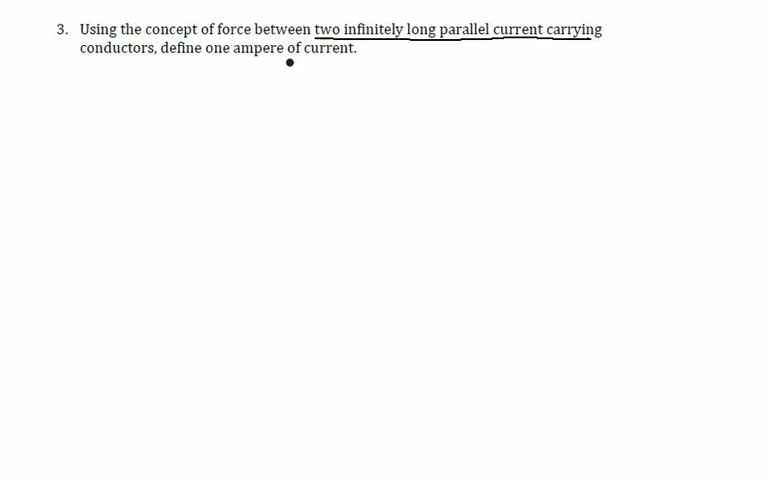 3. Using the concept of force between two infinitely long parallel current carrying
conductors, define one ampere of current.